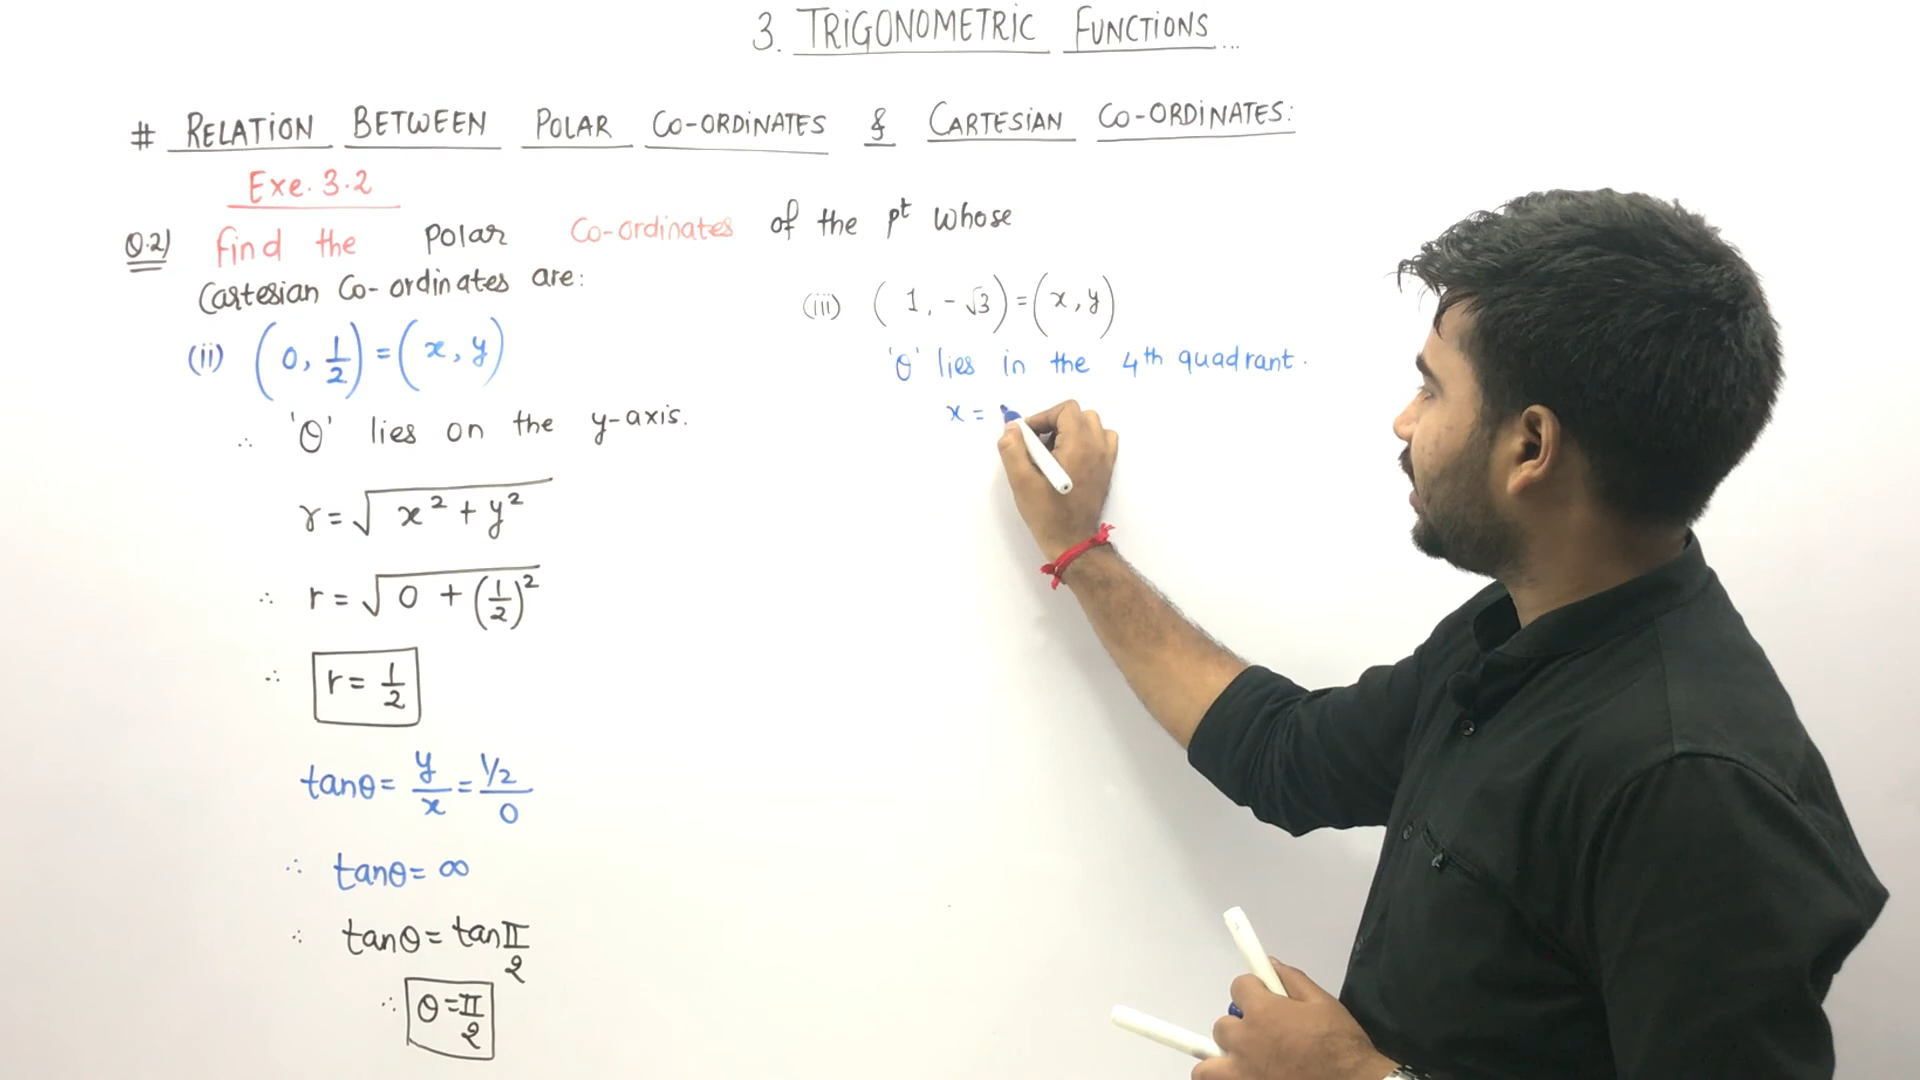 3. TRIGONOMETRIC FUNCTIONS...
# RELATION BETWEEN POLAR CO-ORDINATES & CARTESIAN CO-ORDINATES:
Exe. 3.2
Q.2) Find the Polar Co-ordinates of the pt whose
Cartesian Co-ordinates are:
(ii) (0, 1/2) = (x, y)
∴ 'θ' lies on the y-axis.
r = √(x² + y²)
∴ r = √(0 + (1/2)²)
∴ r = 1/2
tanθ = y/x = (1/2)/0
∴ tanθ = ∞
∴ tanθ = tan π/2
∴ θ = π/2
(iii) (1, -√3) = (x, y)
'θ' lies in the 4th quadrant.
x =